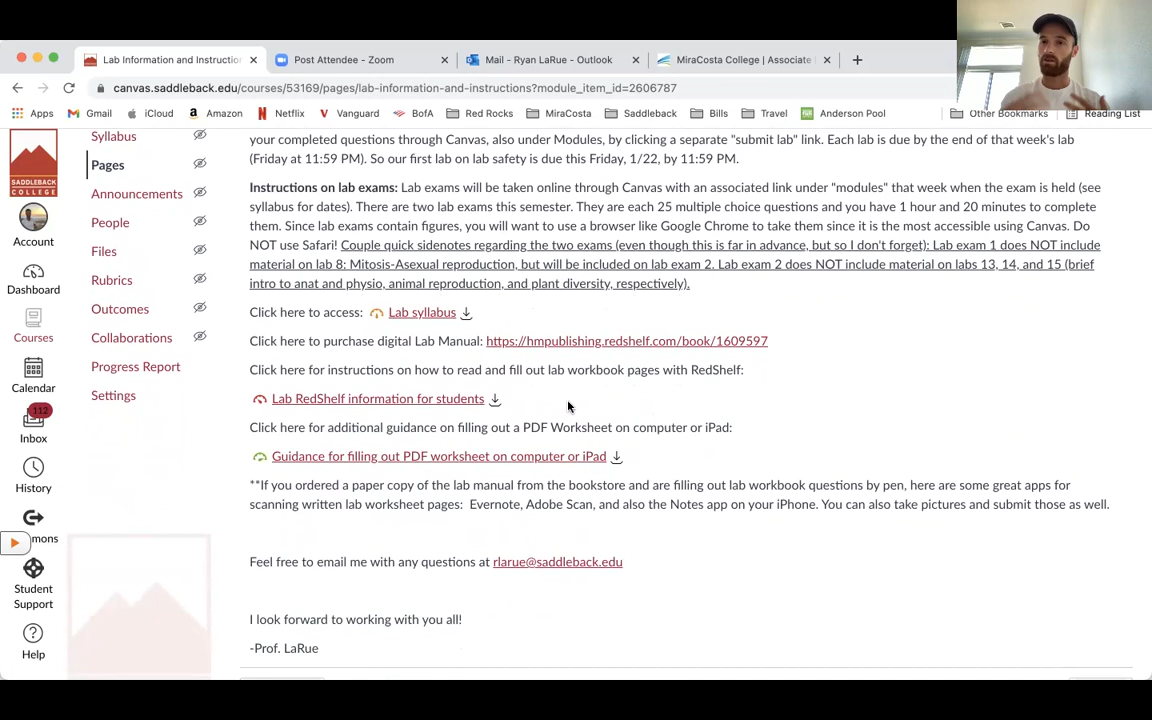 Lab Information and Instructio
Post Attendee - Zoom
Mail - Ryan LaRue - Outlook
MiraCosta College | Associate
canvas.saddleback.edu/courses/53169/pages/lab-information-and-instructions?module_item_id=2606787
Apps
Gmail
iCloud
Amazon
Netflix
Vanguard
BofA
Red Rocks
MiraCosta
Saddleback
Bills
Travel
Anderson Pool
Other Bookmarks
Reading List
SADDLEBACK
COLLEGE
Account
Dashboard
Courses
Calendar
112
Inbox
History
mons
Student
Support
Help
Syllabus
Pages
Announcements
People
Files
Rubrics
Outcomes
Collaborations
Progress Report
Settings
your completed questions through Canvas, also under Modules, by clicking a separate "submit lab" link. Each lab is due by the end of that week's lab
(Friday at 11:59 PM). So our first lab on lab safety is due this Friday, 1/22, by 11:59 PM.
Instructions on lab exams: Lab exams will be taken online through Canvas with an associated link under "modules" that week when the exam is held (see
syllabus for dates). There are two lab exams this semester. They are each 25 multiple choice questions and you have 1 hour and 20 minutes to complete
them. Since lab exams contain figures, you will want to use a browser like Google Chrome to take them since it is the most accessible using Canvas. Do
NOT use Safari! Couple quick sidenotes regarding the two exams (even though this is far in advance, but so I don't forget): Lab exam 1 does NOT include
material on lab 8: Mitosis-Asexual reproduction, but will be included on lab exam 2. Lab exam 2 does NOT include material on labs 13, 14, and 15 (brief
intro to anat and physio, animal reproduction, and plant diversity, respectively).
Click here to access: Lab syllabus
Click here to purchase digital Lab Manual: https://hmpublishing.redshelf.com/book/1609597
Click here for instructions on how to read and fill out lab workbook pages with RedShelf:
Lab RedShelf information for students
Click here for additional guidance on filling out a PDF Worksheet on computer or iPad:
Guidance for filling out PDF worksheet on computer or iPad
**If you ordered a paper copy of the lab manual from the bookstore and are filling out lab workbook questions by pen, here are some great apps for
scanning written lab worksheet pages:  Evernote, Adobe Scan, and also the Notes app on your iPhone. You can also take pictures and submit those as well.
Feel free to email me with any questions at rlarue@saddleback.edu
I look forward to working with you all!
-Prof. LaRue